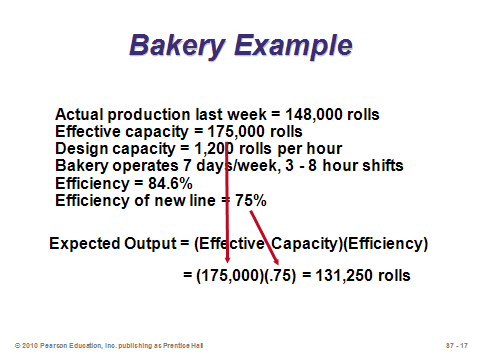 Bakery Example
Actual production last week = 148,000 rolls
Effective capacity = 175,000 rolls
Design capacity = 1,200 rolls per hour
Bakery operates 7 days/week, 3 - 8 hour shifts
Efficiency = 84.6%
Efficiency of new line = 75%
Expected Output = (Effective Capacity)(Efficiency)
= (175,000)(.75) = 131,250 rolls
© 2010 Pearson Education, Inc. publishing as Prentice Hall
87 - 17